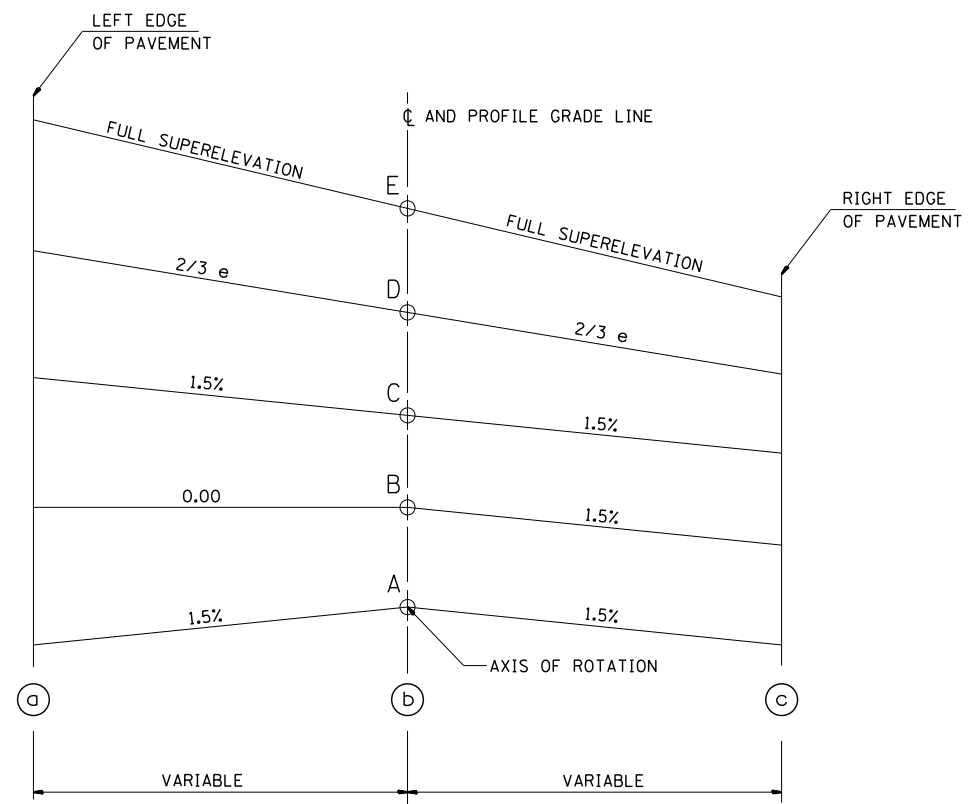 LEFT EDGE
OF PAVEMENT
℄ AND PROFILE GRADE LINE
FULL SUPERELEVATION
E
RIGHT EDGE
OF PAVEMENT
FULL SUPERELEVATION
2/3 e
D
2/3 e
1.5%
C
1.5%
0.00
B
1.5%
A
1.5%
1.5%
AXIS OF ROTATION
a
b
c
VARIABLE
VARIABLE